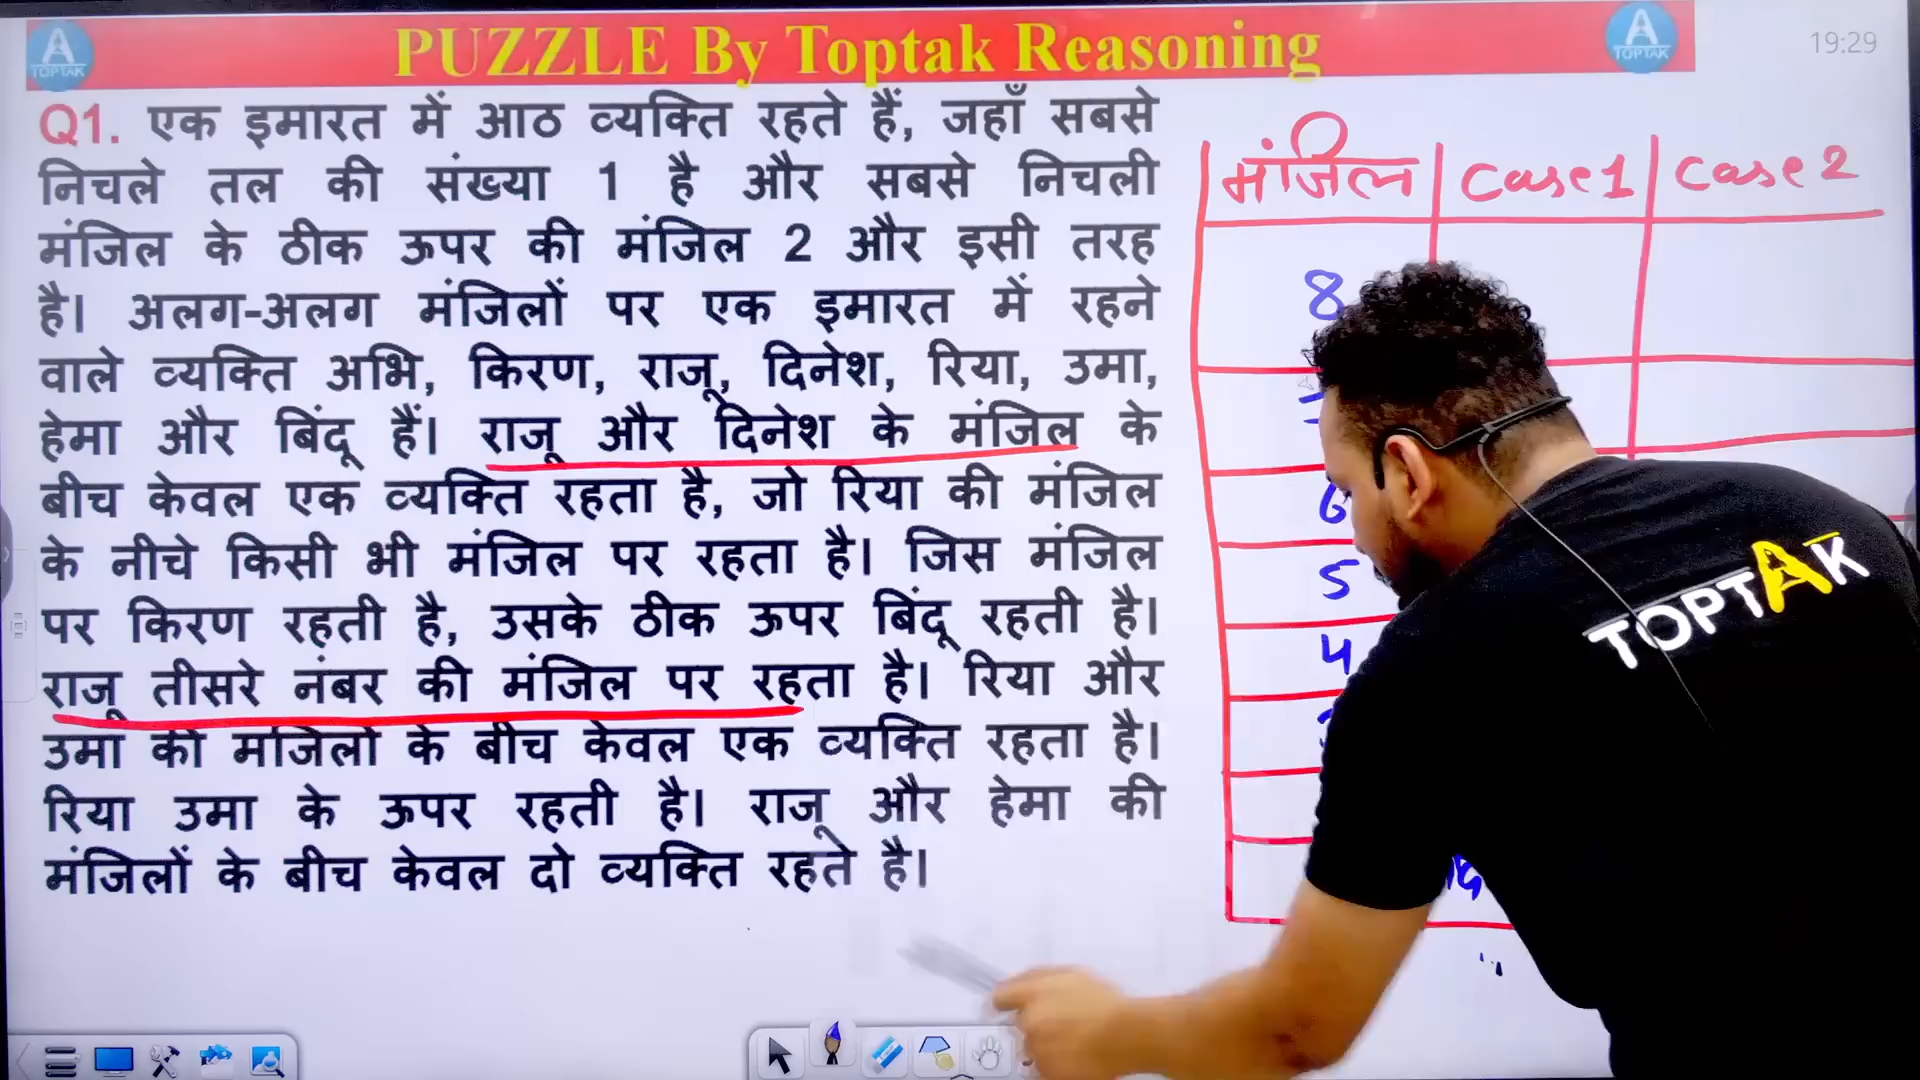 PUZZLE By Toptak Reasoning
A TOPTAK
A TOPTAK
19:29
Q1. एक इमारत में आठ व्यक्ति रहते हैं, जहाँ सबसे
निचले तल की संख्या 1 है और सबसे निचली
मंजिल के ठीक ऊपर की मंजिल 2 और इसी तरह
है। अलग-अलग मंजिलों पर एक इमारत में रहने
वाले व्यक्ति अभि, किरण, राजू, दिनेश, रिया, उमा,
हेमा और बिंदू हैं। राजू और दिनेश के मंजिल के
बीच केवल एक व्यक्ति रहता है, जो रिया की मंजिल
के नीचे किसी भी मंजिल पर रहता है। जिस मंजिल
पर किरण रहती है, उसके ठीक ऊपर बिंदू रहती है।
राजू तीसरे नंबर की मंजिल पर रहता है। रिया और
उमा की मंजिलों के बीच केवल एक व्यक्ति रहता है।
रिया उमा के ऊपर रहती है। राजू और हेमा की
मंजिलों के बीच केवल दो व्यक्ति रहते है।
मंजिल Case 1 Case 2
8
6
5
4
TOPTAK